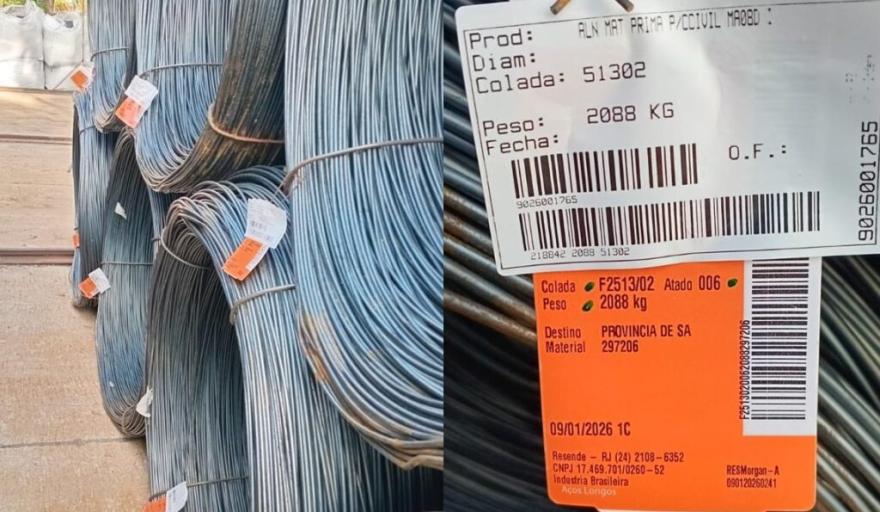 Prod: ALN MAT PRIMA P/CCIVIL MA08D
Diam:
Colada: 51302
Peso: 2088 KG
Fecha:
O.F.:
9026001765
218842 2088 51302
9026001765
Colada F2513/02 Atado 006
Peso 2088 kg
Destino PROVINCIA DE SA
Material 297206
F2513020062088297206
09/01/2026 1C
Resende - RJ (24) 2108-6352
CNPJ 17.469.701/0260-52
Industria Brasileira
Aços Longos
RESMorgan-A
090120260241